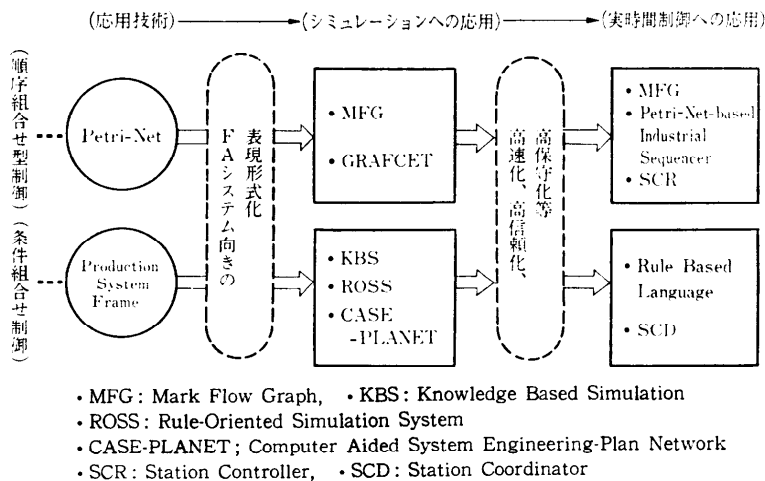 (応用技術)
(シミュレーションへの応用)
(実時間制御への応用)
(順序組合せ型制御)
Petri-Net
FAシステム向きの
表現形式化
• MFG
• GRAFCET
高速化、高信頼化、
高保守化等
• MFG
• Petri-Net-based
Industrial
Sequencer
• SCR
(条件組合せ制御)
Production
System
Frame
• KBS
• ROSS
• CASE
-PLANET
• Rule Based
Language
• SCD
• MFG: Mark Flow Graph, • KBS: Knowledge Based Simulation
• ROSS: Rule-Oriented Simulation System
• CASE-PLANET; Computer Aided System Engineering-Plan Network
• SCR: Station Controller, • SCD: Station Coordinator